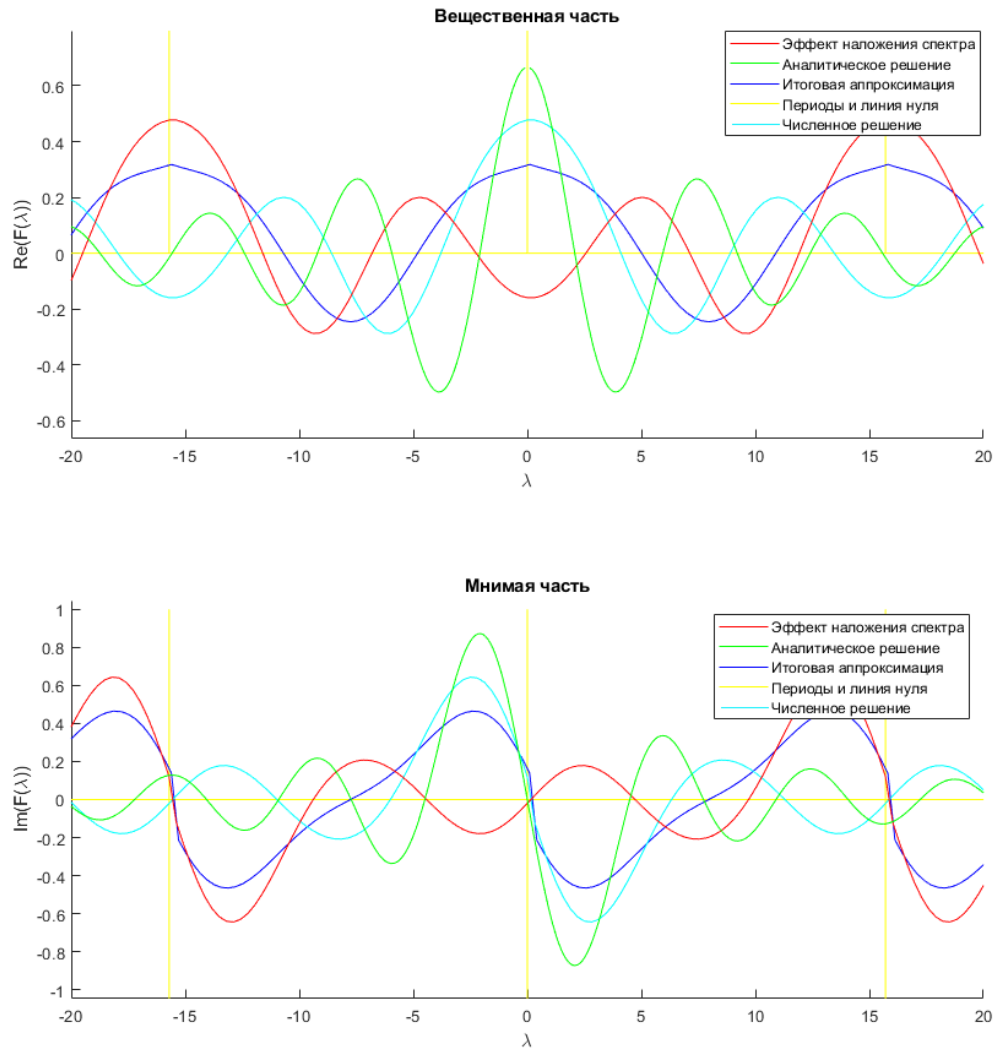 Вещественная часть
Эффект наложения спектра
Аналитическое решение
Итоговая аппроксимация
Периоды и линия нуля
Численное решение
Re(F(λ))
0.6
0.4
0.2
0
-0.2
-0.4
-0.6
-20 -15 -10 -5 0 5 10 15 20
λ
Мнимая часть
Эффект наложения спектра
Аналитическое решение
Итоговая аппроксимация
Периоды и линия нуля
Численное решение
Im(F(λ))
1
0.8
0.6
0.4
0.2
0
-0.2
-0.4
-0.6
-0.8
-1
-20 -15 -10 -5 0 5 10 15 20
λ